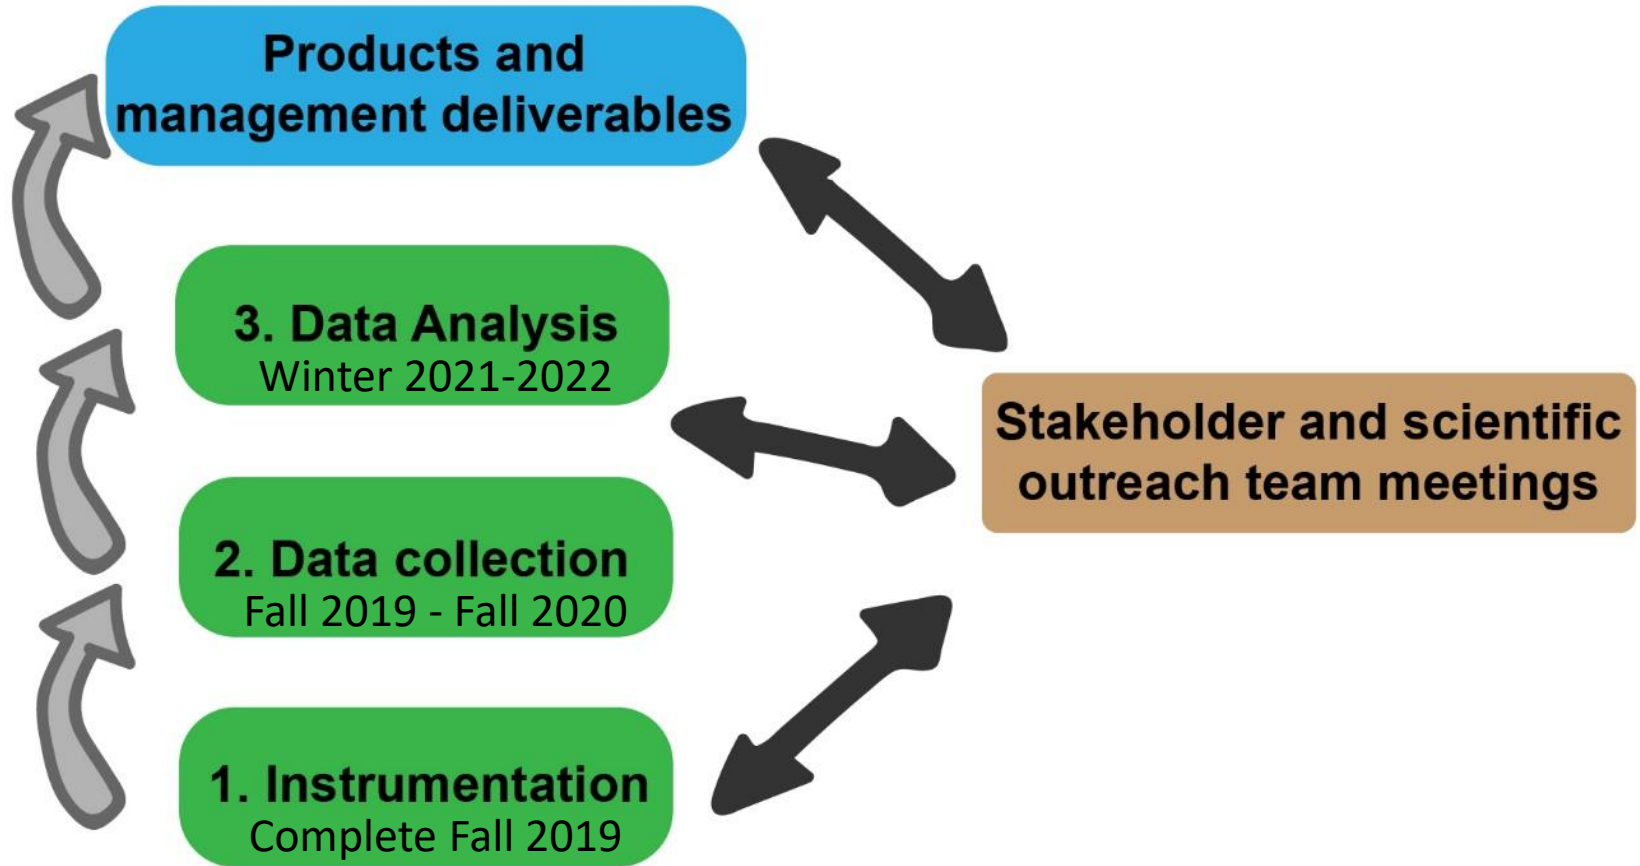 Products and
management deliverables
3. Data Analysis
Winter 2021-2022
Stakeholder and scientific
outreach team meetings
2. Data collection
Fall 2019 - Fall 2020
1. Instrumentation
Complete Fall 2019